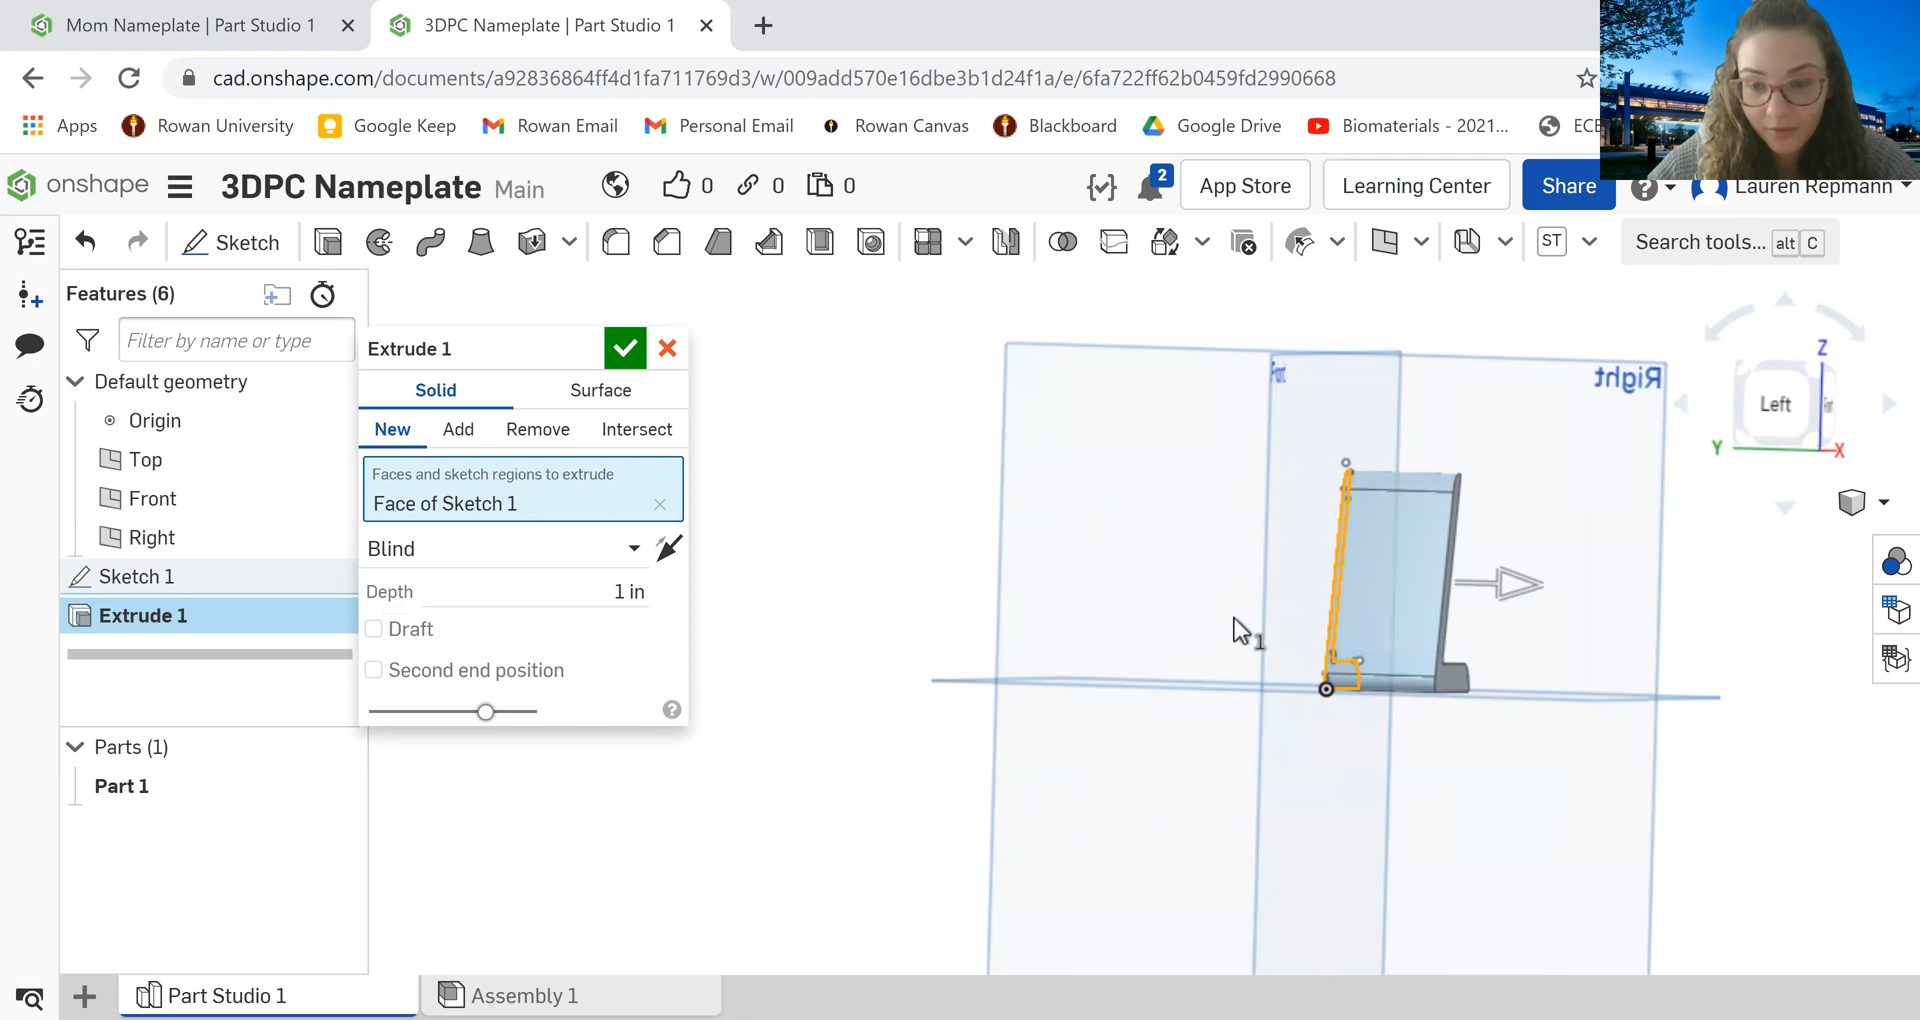 Mom Nameplate | Part Studio 1
3DPC Nameplate | Part Studio 1
cad.onshape.com/documents/a92836864ff4d1fa711769d3/w/009add570e16dbe3b1d24f1a/e/6fa722ff62b0459fd2990668
Apps Rowan University Google Keep Rowan Email Personal Email Rowan Canvas Blackboard Google Drive Biomaterials - 2021...
onshape 3DPC Nameplate Main 0 0 0 2 App Store Learning Center Share Lauren Repmann
Sketch ST Search tools... alt C
Features (6)
Filter by name or type
Default geometry
Origin
Top
Front
Right
Sketch 1
Extrude 1
Parts (1)
Part 1
Extrude 1
Solid Surface
New Add Remove Intersect
Faces and sketch regions to extrude
Face of Sketch 1
Blind
Depth 1 in
Draft
Second end position
Front
Right
1
Z
Left
Y
X
Part Studio 1
Assembly 1